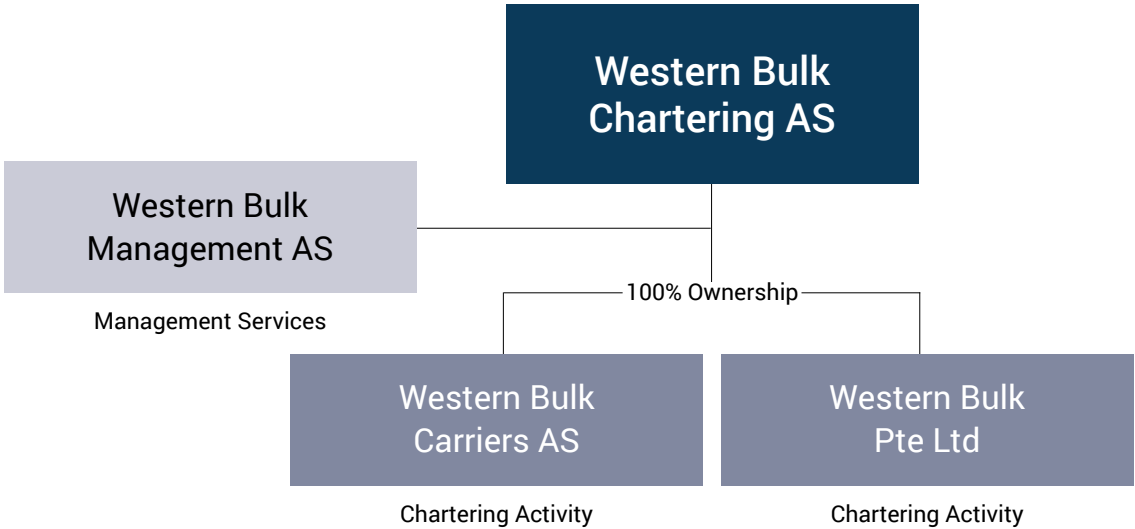 Western Bulk
Chartering AS
Western Bulk
Management AS
Management Services
100% Ownership
Western Bulk
Carriers AS
Chartering Activity
Western Bulk
Pte Ltd
Chartering Activity